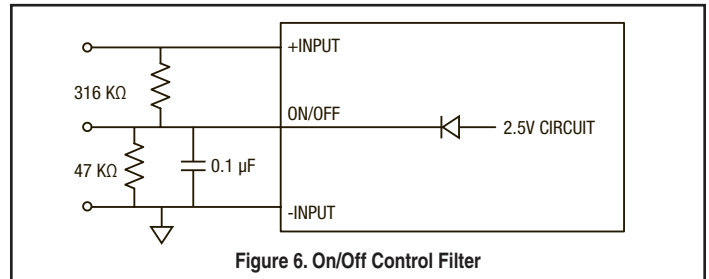 +INPUT
316 KΩ
ON/OFF
2.5V CIRCUIT
47 KΩ
0.1 µF
-INPUT
Figure 6. On/Off Control Filter